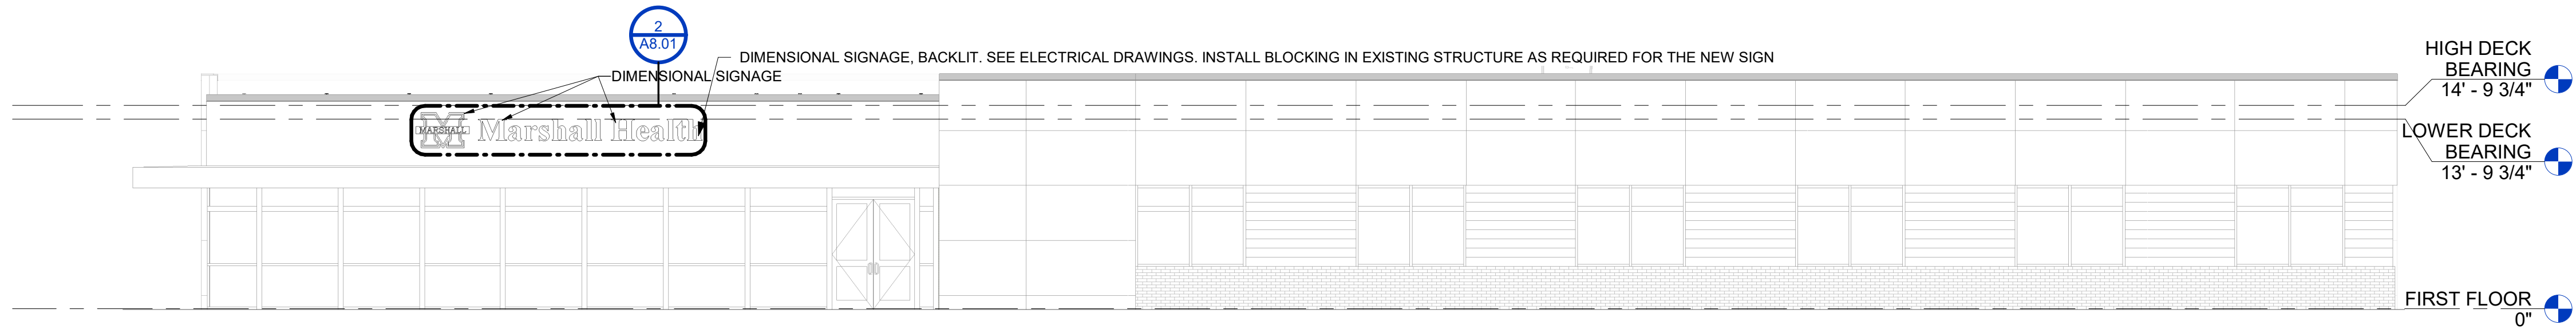 2
A8.01
DIMENSIONAL SIGNAGE, BACKLIT. SEE ELECTRICAL DRAWINGS. INSTALL BLOCKING IN EXISTING STRUCTURE AS REQUIRED FOR THE NEW SIGN
DIMENSIONAL SIGNAGE
MARSHALL
Marshall Health
HIGH DECK
BEARING
14' - 9 3/4"
LOWER DECK
BEARING
13' - 9 3/4"
FIRST FLOOR
0"